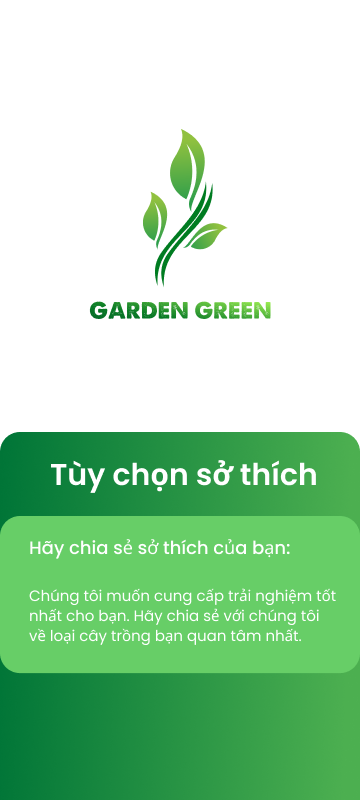 GARDEN GREEN
Tùy chọn sở thích
Hãy chia sẻ sở thích của bạn:
Chúng tôi muốn cung cấp trải nghiệm tốt
nhất cho bạn. Hãy chia sẻ với chúng tôi
về loại cây trồng bạn quan tâm nhất.